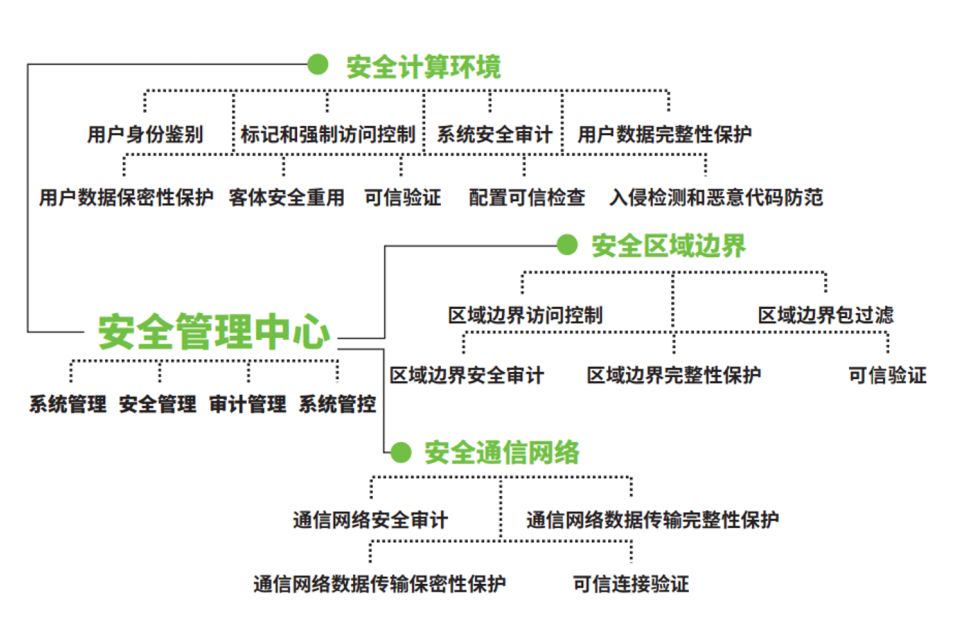 安全计算环境
用户身份鉴别 标记和强制访问控制 系统安全审计 用户数据完整性保护
用户数据保密性保护 客体安全重用 可信验证 配置可信检查 入侵检测和恶意代码防范
安全区域边界
区域边界访问控制 区域边界包过滤
区域边界安全审计 区域边界完整性保护 可信验证
安全管理中心
系统管理 安全管理 审计管理 系统管控
安全通信网络
通信网络安全审计 通信网络数据传输完整性保护
通信网络数据传输保密性保护 可信连接验证